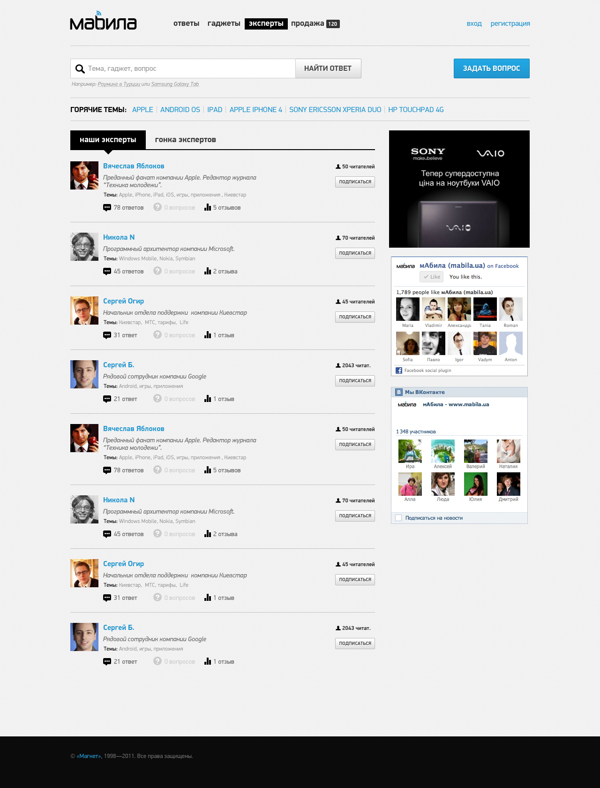 мабила
ответы гаджеты эксперты продажа 120
вход регистрация
Тема, гаджет, вопрос
НАЙТИ ОТВЕТ
ЗАДАТЬ ВОПРОС
Например: Роуминг в Турции или Samsung Galaxy Tab
ГОРЯЧИЕ ТЕМЫ: APPLE ANDROID OS IPAD APPLE IPHONE 4 SONY ERICSSON XPERIA DUO HP TOUCHPAD 4G
наши эксперты гонка экспертов
Вячеслав Яблоков
50 читателей
Преданный фанат компании Apple. Редактор журнала
"Техника молодежи".
ПОДПИСАТЬСЯ
Темы: Apple, iPhone, iPad, iOS, игры, приложения , Киевстар
78 ответов 0 вопросов 5 отзывов
Никола N
70 читателей
Программный архитектор компании Microsoft.
ПОДПИСАТЬСЯ
Темы: Windows Mobile, Nokia, Symbian
45 ответов 0 вопросов 2 отзыва
Сергей Огир
45 читателей
Начальник отдела поддержки компании Киевстар
ПОДПИСАТЬСЯ
Темы: Киевстар, МТС, тарифы, Life
31 ответ 0 вопросов 1 отзыв
Сергей Б.
2043 читат.
Рядовой сотрудник компании Google
ПОДПИСАТЬСЯ
Темы: Android, игры, приложения
21 ответ 0 вопросов 1 отзыв
Вячеслав Яблоков
50 читателей
Преданный фанат компании Apple. Редактор журнала
"Техника молодежи".
ПОДПИСАТЬСЯ
Темы: Apple, iPhone, iPad, iOS, игры, приложения , Киевстар
78 ответов 0 вопросов 5 отзывов
Никола N
70 читателей
Программный архитектор компании Microsoft.
ПОДПИСАТЬСЯ
Темы: Windows Mobile, Nokia, Symbian
45 ответов 0 вопросов 2 отзыва
Сергей Огир
45 читателей
Начальник отдела поддержки компании Киевстар
ПОДПИСАТЬСЯ
Темы: Киевстар, МТС, тарифы, Life
31 ответ 0 вопросов 1 отзыв
Сергей Б.
2043 читат.
Рядовой сотрудник компании Google
ПОДПИСАТЬСЯ
Темы: Android, игры, приложения
21 ответ 0 вопросов 1 отзыв
SONY VAIO
make.believe
Тепер супердоступна
ціна на ноутбуки VAIO
VAIO
мабила мАбила (mabila.ua) on Facebook
Like You like this.
1,789 people like мАбила (mabila.ua)
Maria Vladimir Александр Tania Roman
Sofia Павел Igor Vadim Anton
Facebook social plugin
В Мы ВКонтакте
мабила мАбила - www.mabila.ua
1 348 участников
Ира Алексей Валерий Наталия
Алла Люда Юлия Дмитрий
Подписаться на новости
© «Магнет», 1999—2011. Все права защищены.